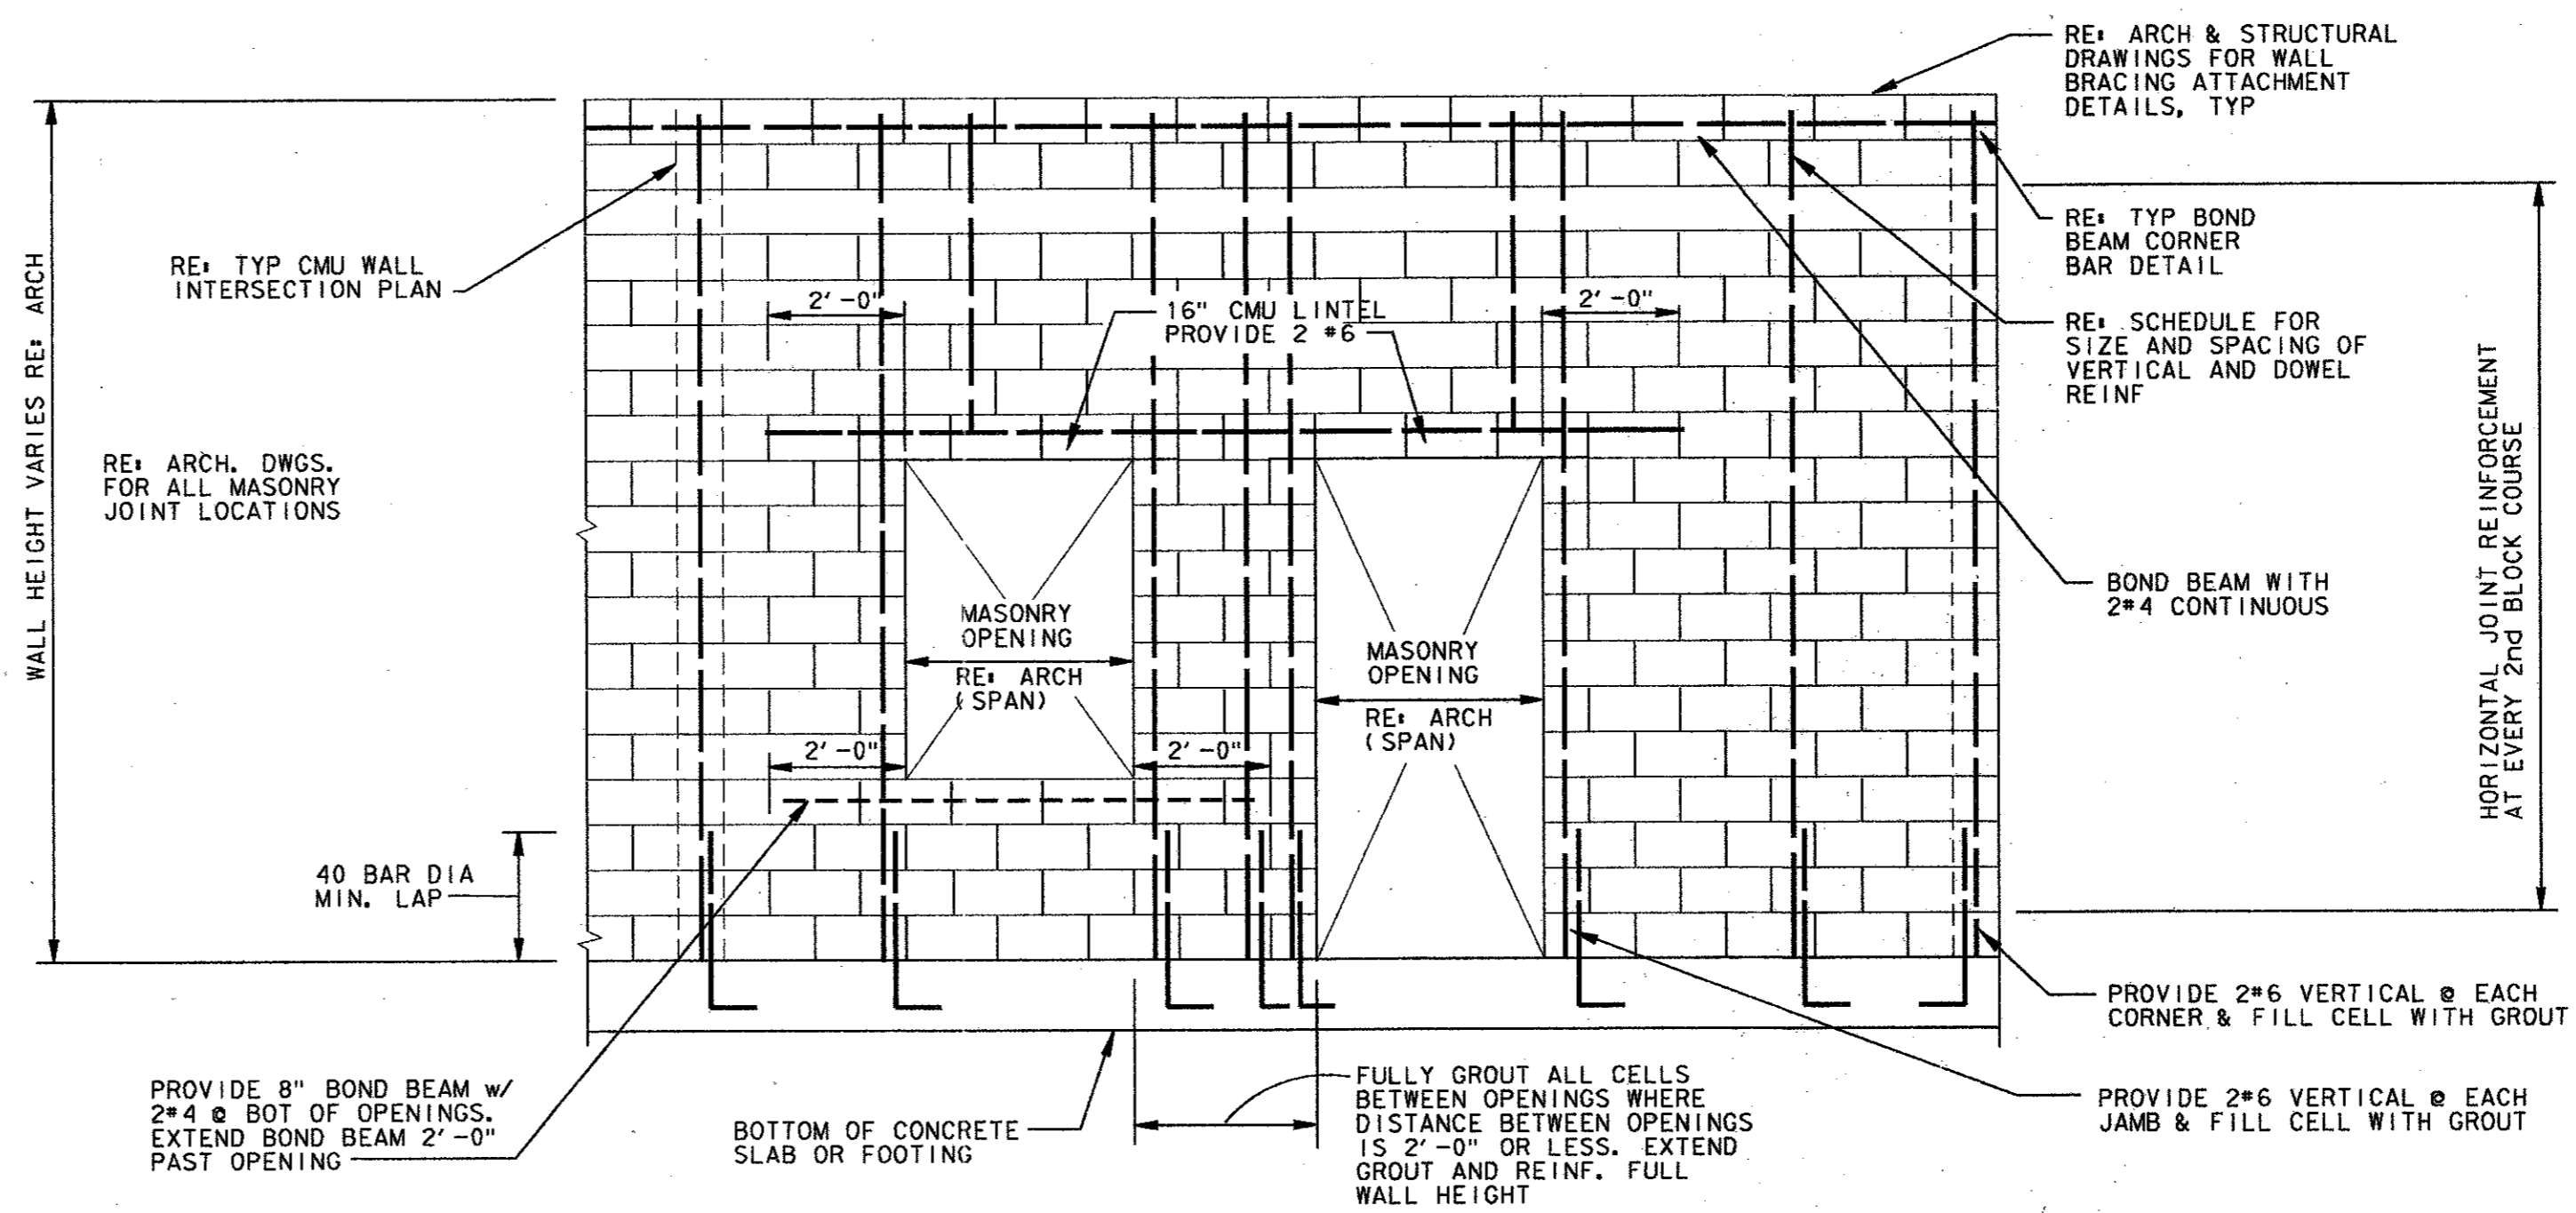 RE: ARCH & STRUCTURAL
DRAWINGS FOR WALL
BRACING ATTACHMENT
DETAILS, TYP
RE: TYP BOND
BEAM CORNER
BAR DETAIL
RE: SCHEDULE FOR
SIZE AND SPACING OF
VERTICAL AND DOWEL
REINF
WALL HEIGHT VARIES RE: ARCH
RE: TYP CMU WALL
INTERSECTION PLAN
2'-0"
16" CMU LINTEL
PROVIDE 2 #6
2'-0"
RE: ARCH. DWGS.
FOR ALL MASONRY
JOINT LOCATIONS
HORIZONTAL JOINT REINFORCEMENT
AT EVERY 2nd BLOCK COURSE
BOND BEAM WITH
2#4 CONTINUOUS
MASONRY
OPENING
RE: ARCH
(SPAN)
MASONRY
OPENING
RE: ARCH
(SPAN)
2'-0"
2'-0"
40 BAR DIA
MIN. LAP
PROVIDE 2#6 VERTICAL @ EACH
CORNER & FILL CELL WITH GROUT
PROVIDE 8" BOND BEAM w/
2#4 @ BOT OF OPENINGS.
EXTEND BOND BEAM 2'-0"
PAST OPENING
BOTTOM OF CONCRETE
SLAB OR FOOTING
FULLY GROUT ALL CELLS
BETWEEN OPENINGS WHERE
DISTANCE BETWEEN OPENINGS
IS 2'-0" OR LESS. EXTEND
GROUT AND REINF. FULL
WALL HEIGHT
PROVIDE 2#6 VERTICAL @ EACH
JAMB & FILL CELL WITH GROUT